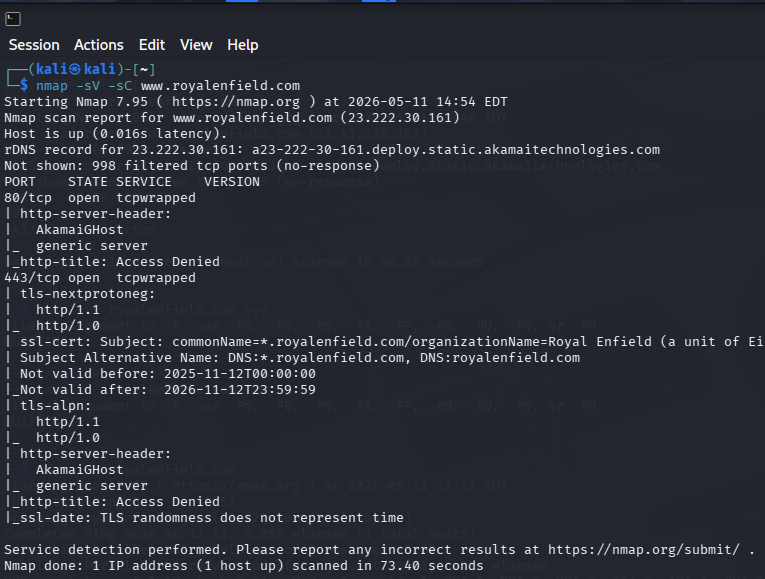 Session Actions Edit View Help
┌──(kali㉿kali)-[~]
└─$ nmap -sV -sC www.royalenfield.com
Starting Nmap 7.95 ( https://nmap.org ) at 2026-05-11 14:54 EDT
Nmap scan report for www.royalenfield.com (23.222.30.161)
Host is up (0.016s latency).
rDNS record for 23.222.30.161: a23-222-30-161.deploy.static.akamaitechnologies.com
Not shown: 998 filtered tcp ports (no-response)
PORT    STATE SERVICE    VERSION
80/tcp  open  tcpwrapped
| http-server-header:
|   AkamaiGHost
|_  generic server
|_http-title: Access Denied
443/tcp open  tcpwrapped
| tls-nextprotoneg:
|   http/1.1
|_  http/1.0
| ssl-cert: Subject: commonName=*.royalenfield.com/organizationName=Royal Enfield (a unit of Ei
| Subject Alternative Name: DNS:*.royalenfield.com, DNS:royalenfield.com
| Not valid before: 2025-11-12T00:00:00
|_Not valid after:  2026-11-12T23:59:59
| tls-alpn:
|   http/1.1
|_  http/1.0
| http-server-header:
|   AkamaiGHost
|_  generic server
|_http-title: Access Denied
|_ssl-date: TLS randomness does not represent time
Service detection performed. Please report any incorrect results at https://nmap.org/submit/ .
Nmap done: 1 IP address (1 host up) scanned in 73.40 seconds